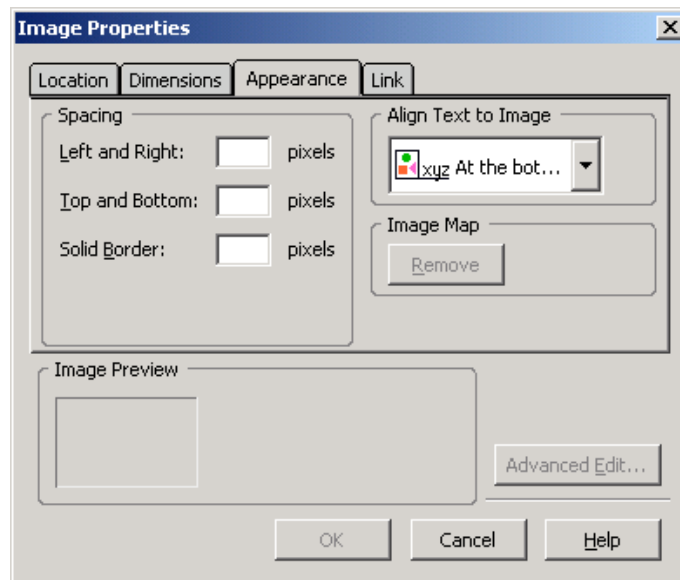 Image Properties
Location Dimensions Appearance Link
Spacing
Left and Right: pixels
Top and Bottom: pixels
Solid Border: pixels
Align Text to Image
xyz At the bot...
Image Map
Remove
Image Preview
Advanced Edit...
OK Cancel Help